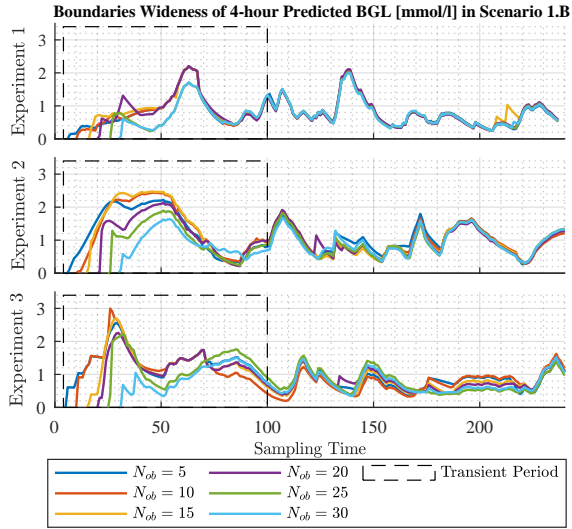 Boundaries Wideness of 4-hour Predicted BGL [mmol/l] in Scenario 1.B
Experiment 1
3
2
1
0
Experiment 2
3
2
1
0
Experiment 3
3
2
1
0
0 50 100 150 200
Sampling Time
N_ob = 5 N_ob = 20 Transient Period
N_ob = 10 N_ob = 25
N_ob = 15 N_ob = 30